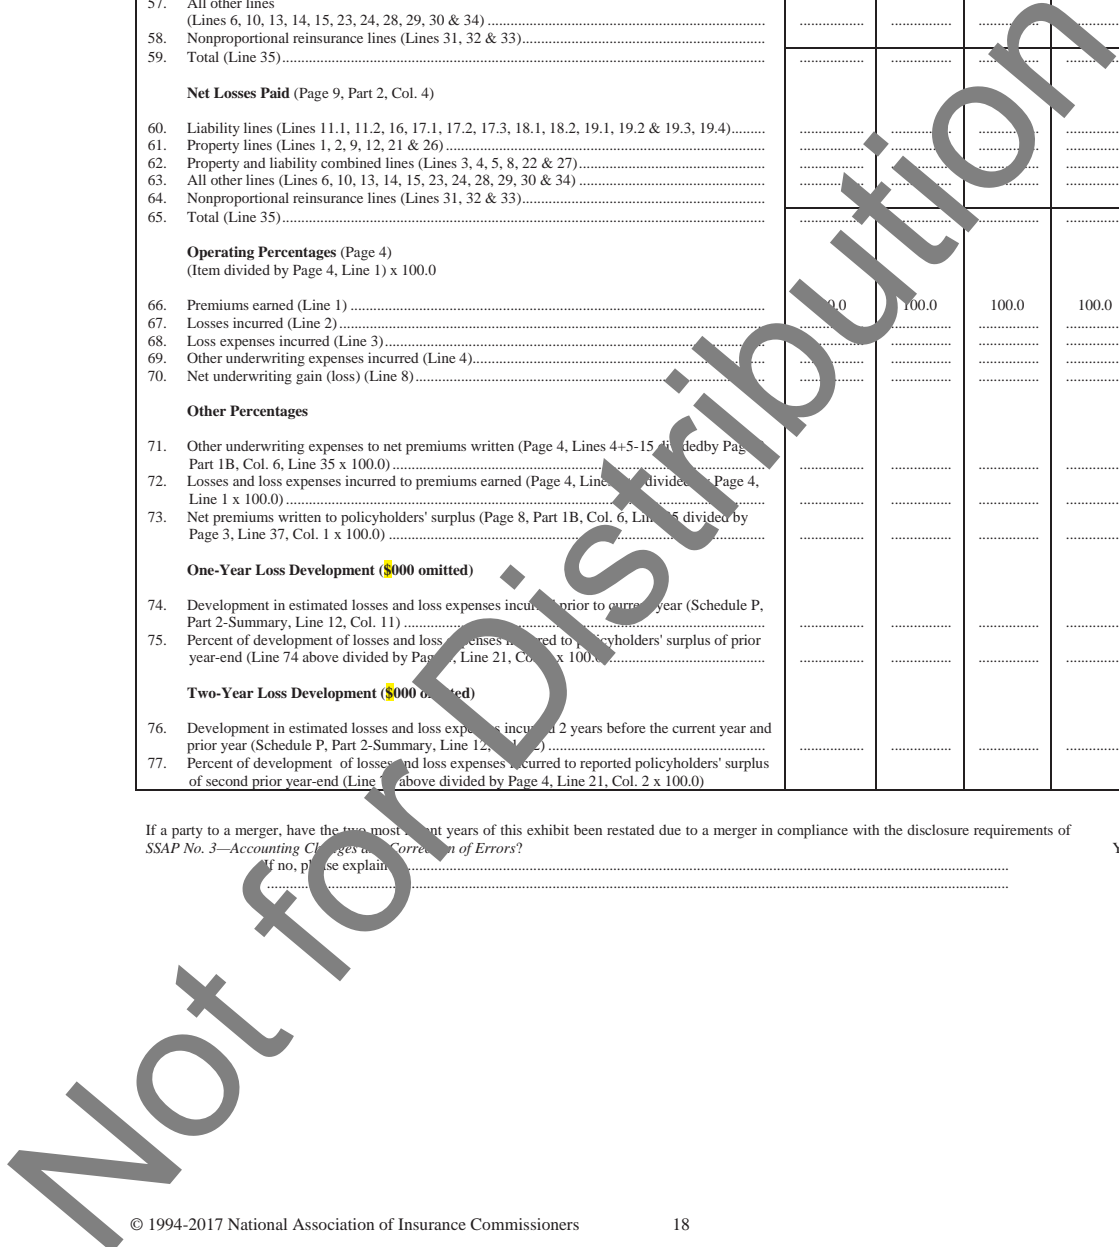 57. All other lines
(Lines 6, 10, 13, 14, 15, 23, 24, 28, 29, 30 & 34)
58. Nonproportional reinsurance lines (Lines 31, 32 & 33)
59. Total (Line 35)
Net Losses Paid (Page 9, Part 2, Col. 4)
60. Liability lines (Lines 11.1, 11.2, 16, 17.1, 17.2, 17.3, 18.1, 18.2, 19.1, 19.2 & 19.3, 19.4)
61. Property lines (Lines 1, 2, 9, 12, 21 & 26)
62. Property and liability combined lines (Lines 3, 4, 5, 8, 22 & 27)
63. All other lines (Lines 6, 10, 13, 14, 15, 23, 24, 28, 29, 30 & 34)
64. Nonproportional reinsurance lines (Lines 31, 32 & 33)
65. Total (Line 35)
Operating Percentages (Page 4)
(Item divided by Page 4, Line 1) x 100.0
66. Premiums earned (Line 1) 100.0 100.0 100.0
67. Losses incurred (Line 2)
68. Loss expenses incurred (Line 3)
69. Other underwriting expenses incurred (Line 4)
70. Net underwriting gain (loss) (Line 8)
Other Percentages
71. Other underwriting expenses to net premiums written (Page 4, Lines 4+5-15
Part 1B, Col. 6, Line 35 x 100.0)
72. Losses and loss expenses incurred to premiums earned (Page 4, Page 4,
Line 1 x 100.0)
73. Net premiums written to policyholders' surplus (Page 8, Part 1B, Col. 6, divided by
Page 3, Line 37, Col. 1 x 100.0)
One-Year Loss Development ($000 omitted)
74. Development in estimated losses and loss expenses prior to year (Schedule P,
Part 2-Summary, Line 12, Col. 11)
75. Percent of development of losses and loss to surplus of prior
year-end (Line 74 above divided by Line 21, x
Two-Year Loss Development ($000
76. Development in estimated losses and loss 2 years before the current year and
prior year (Schedule P, Part 2-Summary, Line 12,
77. Percent of development of losses and loss expenses to reported policyholders' surplus
of second prior year-end (Line above divided by Page 4, Line 21, Col. 2 x 100.0)
If a party to a merger, have the two most years of this exhibit been restated due to a merger in compliance with the disclosure requirements of
SSAP No. 3—Accounting of Errors? Y
If no, explain
© 1994-2017 National Association of Insurance Commissioners 18
Not for Distribution